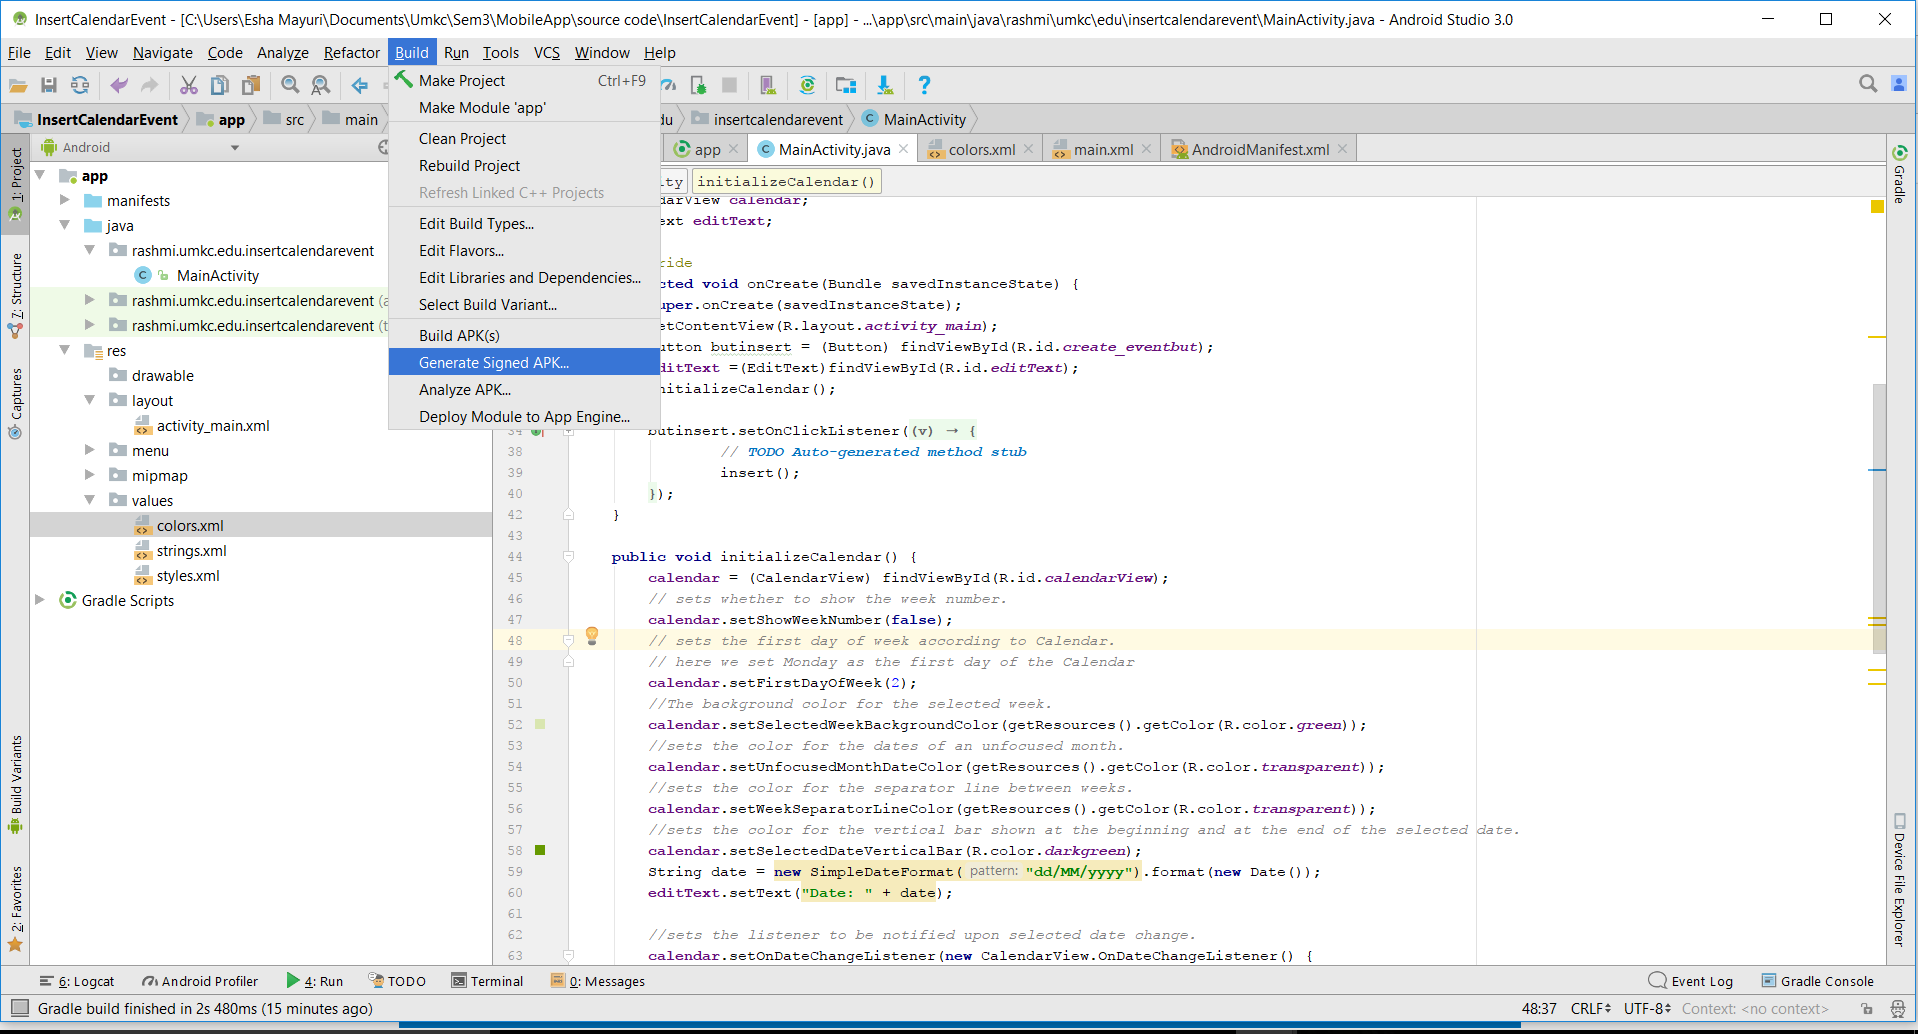 InsertCalendarEvent - [C:\Users\Esha Mayuri\Documents\Umkc\Sem3\MobileApp\source code\InsertCalendarEvent] - [app] - ...\app\src\main\java\rashmi\umkc\edu\insertcalendarevent\MainActivity.java - Android Studio 3.0
File Edit View Navigate Code Analyze Refactor Build Run Tools VCS Window Help
Make Project Ctrl+F9
Make Module 'app'
Clean Project
Rebuild Project
Refresh Linked C++ Projects
Edit Build Types...
Edit Flavors...
Edit Libraries and Dependencies...
Select Build Variant...
Build APK(s)
Generate Signed APK...
Analyze APK...
Deploy Module to App Engine...
InsertCalendarEvent app src main du insertcalendarevent MainActivity
1: Project
7: Structure
Captures
Build Variants
2: Favorites
Android
app
manifests
java
rashmi.umkc.edu.insertcalendarevent
MainActivity
rashmi.umkc.edu.insertcalendarevent (a
rashmi.umkc.edu.insertcalendarevent (t
res
drawable
layout
activity_main.xml
menu
mipmap
values
colors.xml
strings.xml
styles.xml
Gradle Scripts
app MainActivity.java colors.xml main.xml AndroidManifest.xml
ty initializeCalendar()
darView calendar;
ext editText;
ride
cted void onCreate(Bundle savedInstanceState) {
uper.onCreate(savedInstanceState);
etContentView(R.layout.activity_main);
utton butinsert = (Button) findViewById(R.id.create_eventbut);
ditText =(EditText)findViewById(R.id.editText);
nitializeCalendar();
34 butinsert.setOnClickListener((v) → {
38 // TODO Auto-generated method stub
39 insert();
40 });
42 }
43
44 public void initializeCalendar() {
45 calendar = (CalendarView) findViewById(R.id.calendarView);
46 // sets whether to show the week number.
47 calendar.setShowWeekNumber(false);
48 // sets the first day of week according to Calendar.
49 // here we set Monday as the first day of the Calendar
50 calendar.setFirstDayOfWeek(2);
51 //The background color for the selected week.
52 calendar.setSelectedWeekBackgroundColor(getResources().getColor(R.color.green));
53 //sets the color for the dates of an unfocused month.
54 calendar.setUnfocusedMonthDateColor(getResources().getColor(R.color.transparent));
55 //sets the color for the separator line between weeks.
56 calendar.setWeekSeparatorLineColor(getResources().getColor(R.color.transparent));
57 //sets the color for the vertical bar shown at the beginning and at the end of the selected date.
58 calendar.setSelectedDateVerticalBar(R.color.darkgreen);
59 String date = new SimpleDateFormat( pattern: "dd/MM/yyyy").format(new Date());
60 editText.setText("Date: " + date);
61
62 //sets the listener to be notified upon selected date change.
63 calendar.setOnDateChangeListener(new CalendarView.OnDateChangeListener() {
Gradle
Device File Explorer
6: Logcat Android Profiler 4: Run TODO Terminal 0: Messages Event Log Gradle Console
Gradle build finished in 2s 480ms (15 minutes ago) 48:37 CRLF UTF-8 Context: <no context>